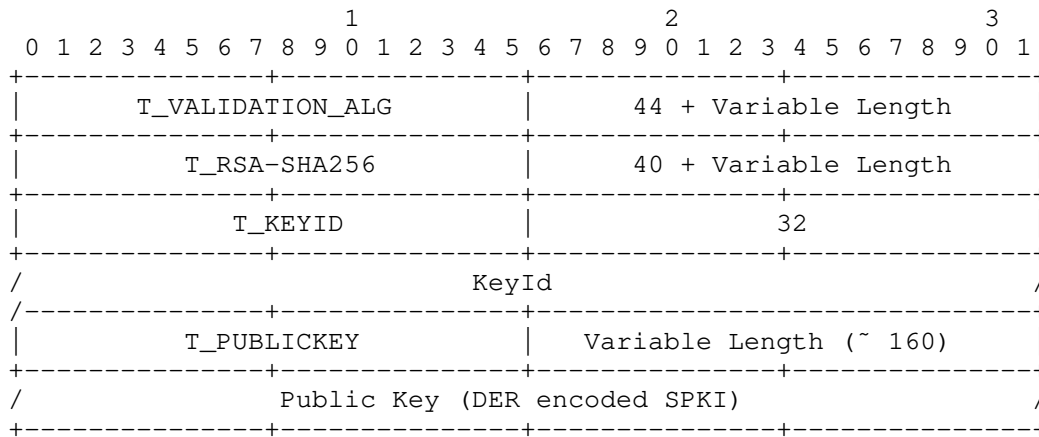 1                   2                   3
 0 1 2 3 4 5 6 7 8 9 0 1 2 3 4 5 6 7 8 9 0 1 2 3 4 5 6 7 8 9 0 1
+---------------+---------------+---------------+----------------
|       T_VALIDATION_ALG        |      44 + Variable Length     |
+---------------+---------------+---------------+----------------
|          T_RSA-SHA256         |      40 + Variable Length     |
+---------------+---------------+---------------+----------------
|             T_KEYID           |               32              |
+---------------+---------------+---------------+----------------
/                            KeyId                              /
/---------------+---------------+--------------------------------
|          T_PUBLICKEY          |   Variable Length (~ 160)     |
+---------------+---------------+---------------+----------------
/                Public Key (DER encoded SPKI)                  /
+---------------+---------------+---------------+----------------